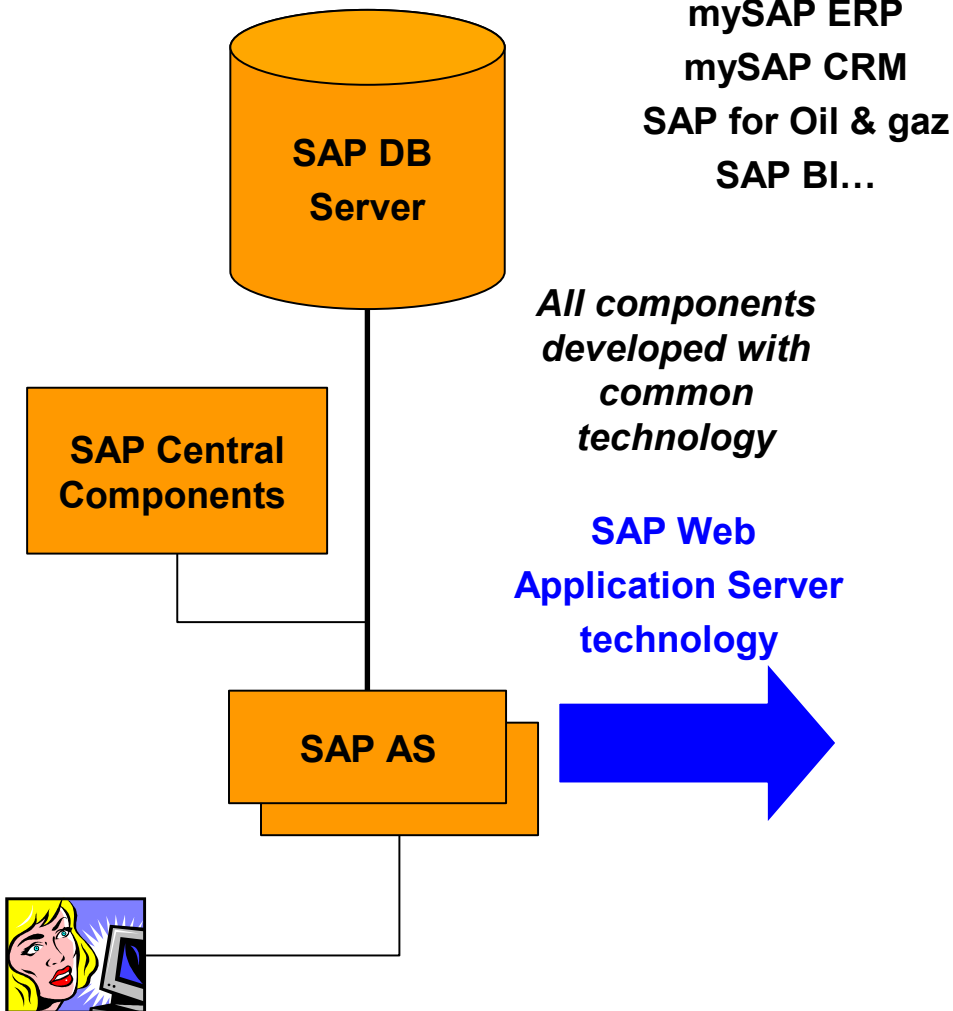 mySAP ERP
mySAP CRM
SAP for Oil & gaz
SAP BI…
SAP DB
Server
All components
developed with
common
technology
SAP Central
Components
SAP Web
Application Server
technology
SAP AS